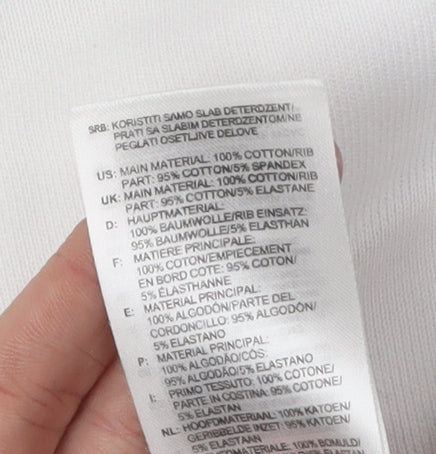 SRB: KORISTITI SAMO SLAB DETERDZENT/
PRATI SA SLABIM DETERDZENTOM/NE
PEGLATI OSETLJIVE DELOVE
US: MAIN MATERIAL: 100% COTTON/RIB
PART: 95% COTTON/5% SPANDEX
UK: MAIN MATERIAL: 100% COTTON/RIB
PART: 95% COTTON/5% ELASTANE
D: HAUPTMATERIAL:
100% BAUMWOLLE/RIB EINSATZ:
95% BAUMWOLLE/5% ELASTHAN
F: MATIERE PRINCIPALE:
100% COTON/EMPIECEMENT
EN BORD COTE: 95% COTON/
5% ÉLASTHANNE
E: MATERIAL PRINCIPAL:
100% ALGODÓN/PARTE DEL
CORDONCILLO: 95% ALGODÓN/
5% ELASTANO
P: MATERIAL PRINCIPAL:
100% ALGODÃO/CÓS:
95% ALGODÃO/5% ELASTANO
I: PRIMO TESSUTO: 100% COTONE/
PARTE IN COSTINA: 95% COTONE/
5% ELASTAN
NL: HOOFDMATERIAAL: 100% KATOEN/
GERIBBELDE INZET: 95% KATOEN/
5% ELASTAAN
100% BOMULD/